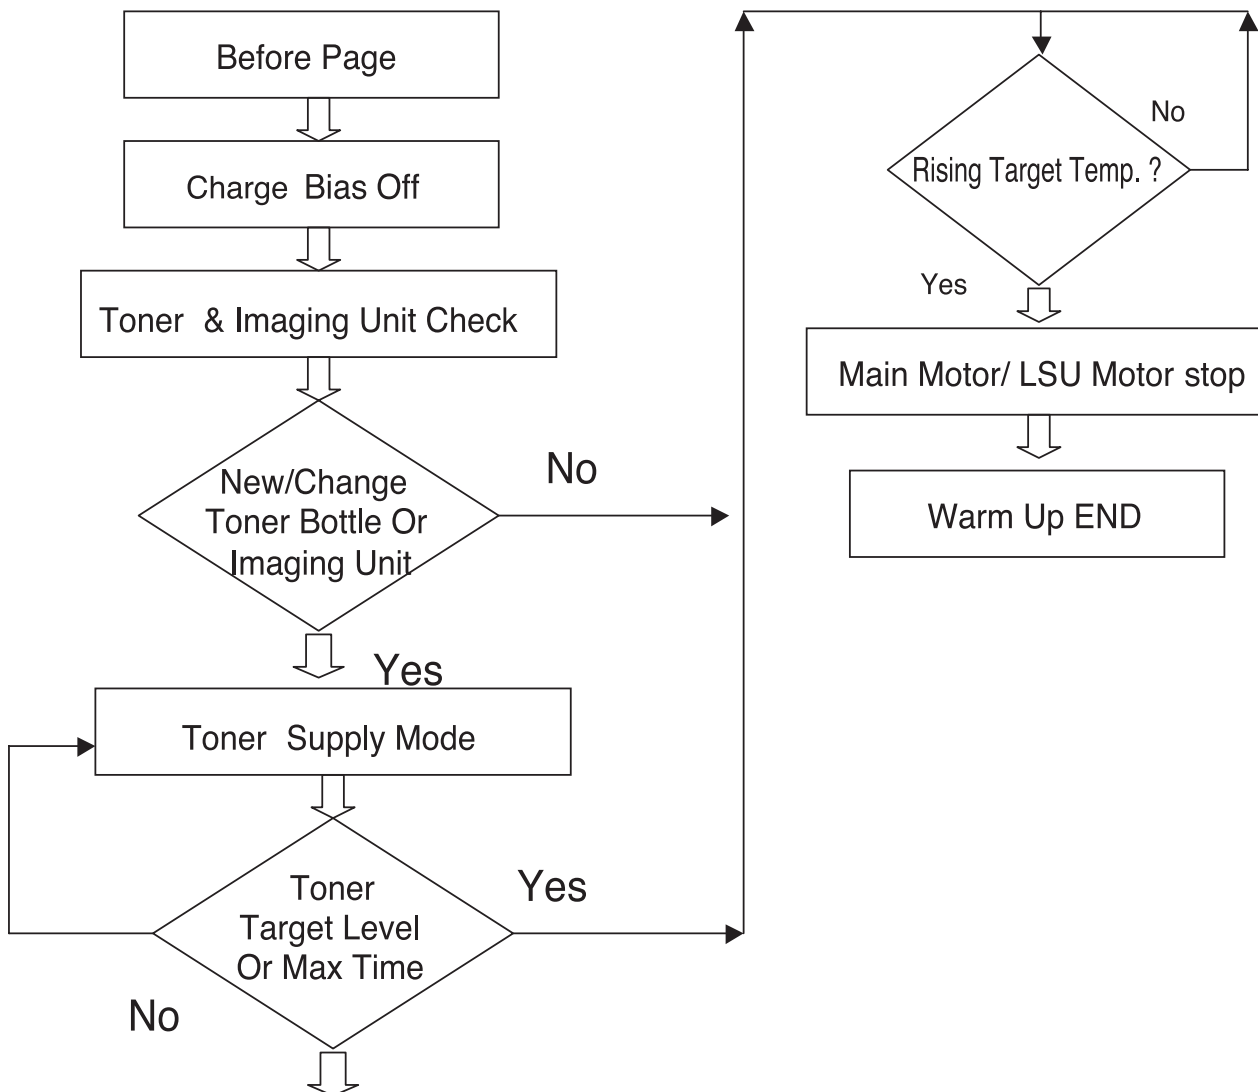 Before Page
Charge Bias Off
Toner & Imaging Unit Check
New/Change
Toner Bottle Or
Imaging Unit
No
Yes
Toner Supply Mode
Toner
Target Level
Or Max Time
Yes
No
Rising Target Temp. ?
No
Yes
Main Motor/ LSU Motor stop
Warm Up END